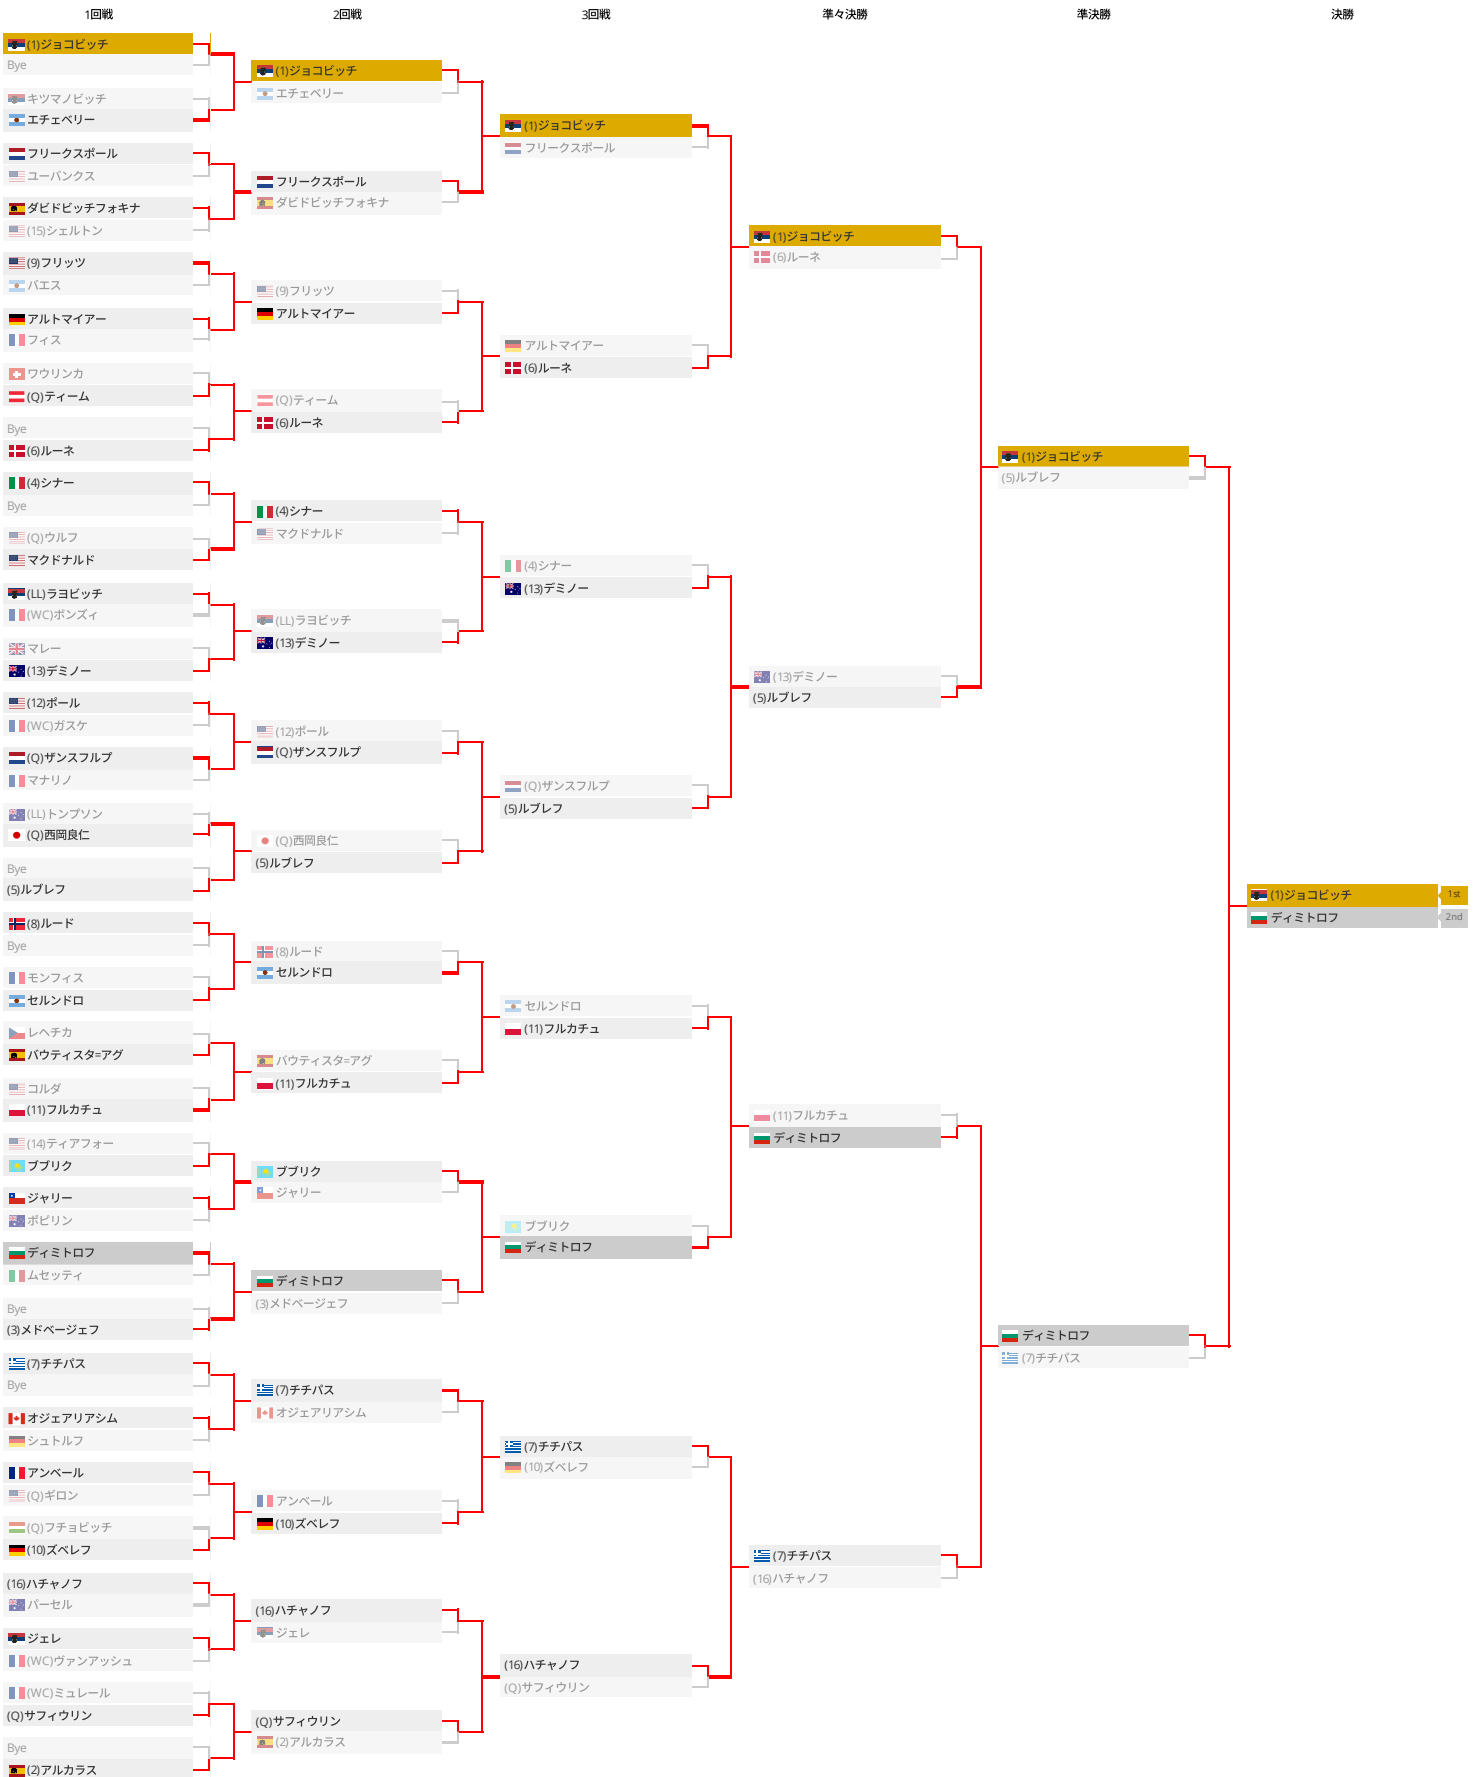 1回戦
2回戦
3回戦
準々決勝
準決勝
決勝
(1)ジョコビッチ
Bye
キツマノビッチ
エチェベリー
フリークスポール
ユーバンクス
ダビドビッチフォキナ
(15)シェルトン
(9)フリッツ
バエス
アルトマイアー
フィス
ワウリンカ
(Q)ティーム
Bye
(6)ルーネ
(4)シナー
Bye
(Q)ウルフ
マクドナルド
(LL)ラヨビッチ
(WC)ボンズィ
マレー
(13)デミノー
(12)ポール
(WC)ガスケ
(Q)ザンスフルプ
マナリノ
(LL)トンプソン
(Q)西岡良仁
Bye
(5)ルブレフ
(8)ルード
Bye
モンフィス
セルンドロ
レヘチカ
バウティスタ=アグ
コルダ
(11)フルカチュ
(14)ティアフォー
ブブリク
ジャリー
ポピリン
ディミトロフ
ムセッティ
Bye
(3)メドベージェフ
(7)チチパス
Bye
オジェアリアシム
シュトルフ
アンベール
(Q)ギロン
(Q)フチョビッチ
(10)ズベレフ
(16)ハチャノフ
パーセル
ジェレ
(WC)ヴァンアッシュ
(WC)ミュレール
(Q)サフィウリン
Bye
(2)アルカラス
(1)ジョコビッチ
エチェベリー
フリークスポール
ダビドビッチフォキナ
(9)フリッツ
アルトマイアー
(Q)ティーム
(6)ルーネ
(4)シナー
マクドナルド
(LL)ラヨビッチ
(13)デミノー
(12)ポール
(Q)ザンスフルプ
(Q)西岡良仁
(5)ルブレフ
(8)ルード
セルンドロ
バウティスタ=アグ
(11)フルカチュ
ブブリク
ジャリー
ディミトロフ
(3)メドベージェフ
(7)チチパス
オジェアリアシム
アンベール
(10)ズベレフ
(16)ハチャノフ
ジェレ
(Q)サフィウリン
(2)アルカラス
(1)ジョコビッチ
フリークスポール
アルトマイアー
(6)ルーネ
(4)シナー
(13)デミノー
(Q)ザンスフルプ
(5)ルブレフ
セルンドロ
(11)フルカチュ
ブブリク
ディミトロフ
(7)チチパス
(10)ズベレフ
(16)ハチャノフ
(Q)サフィウリン
(1)ジョコビッチ
(6)ルーネ
(13)デミノー
(5)ルブレフ
(11)フルカチュ
ディミトロフ
(7)チチパス
(16)ハチャノフ
(1)ジョコビッチ
(5)ルブレフ
ディミトロフ
(7)チチパス
(1)ジョコビッチ 1st
ディミトロフ 2nd